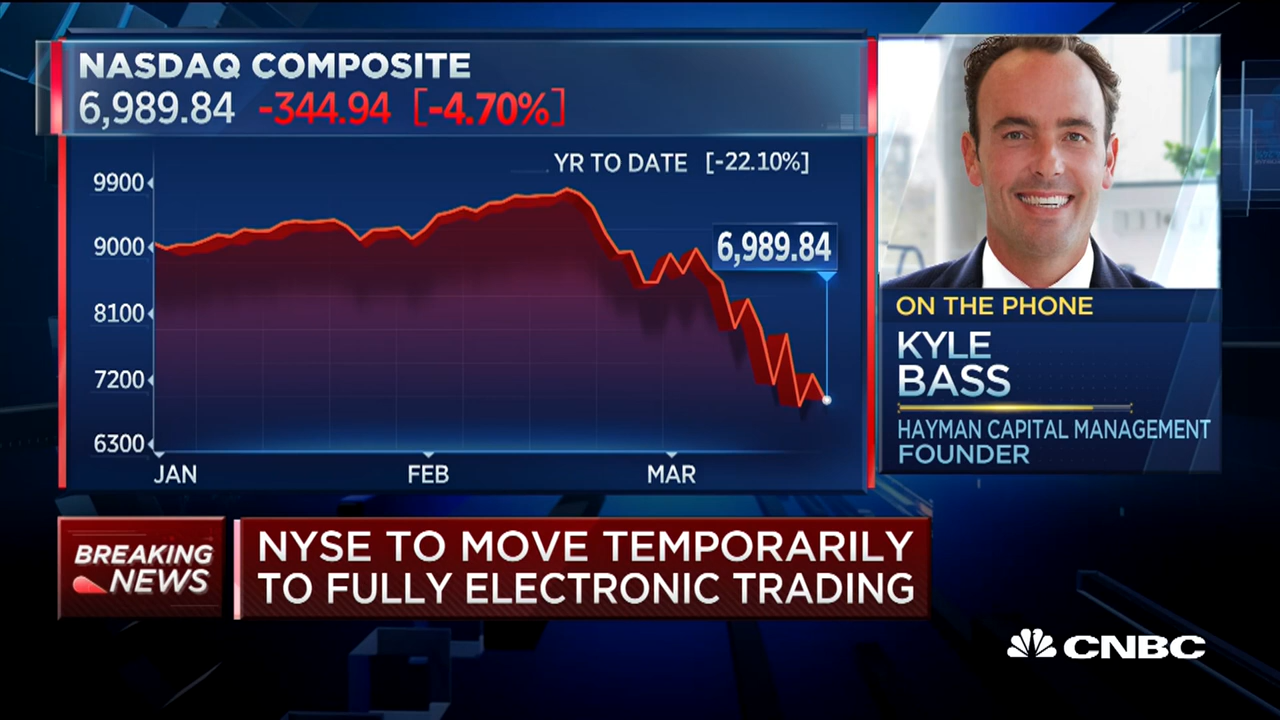 NASDAQ COMPOSITE
6,989.84 -344.94 [-4.70%]
YR TO DATE [-22.10%]
9900
9000
8100
7200
6300
6,989.84
JAN FEB MAR
ON THE PHONE
KYLE
BASS
HAYMAN CAPITAL MANAGEMENT
FOUNDER
BREAKING
NEWS
NYSE TO MOVE TEMPORARILY
TO FULLY ELECTRONIC TRADING
CNBC